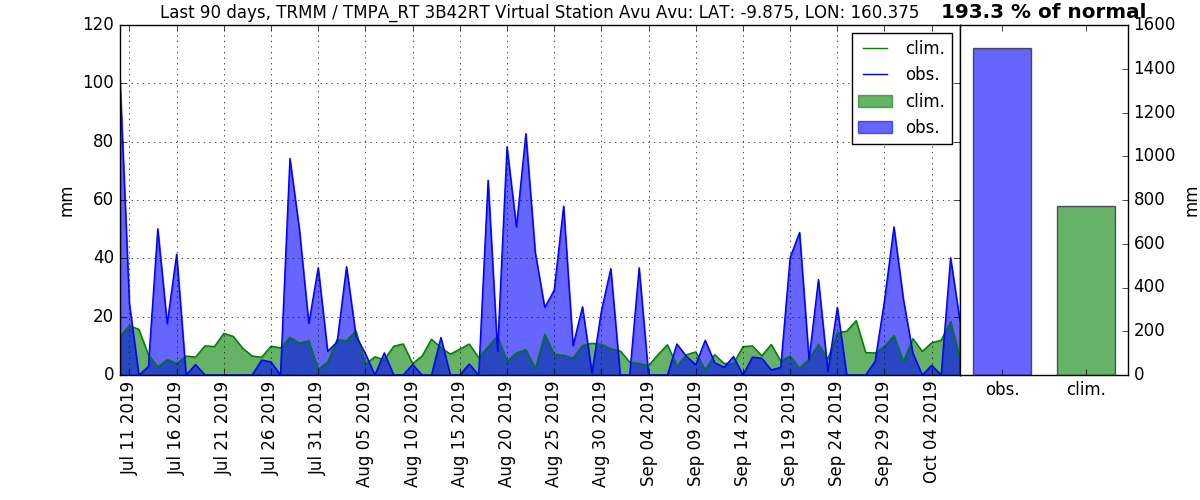 Last 90 days, TRMM / TMPA_RT 3B42RT Virtual Station Avu Avu: LAT: -9.875, LON: 160.375
193.3 % of normal
120
100
80
60
40
20
0
mm
clim.
obs.
clim.
obs.
1600
1400
1200
1000
800
600
400
200
0
mm
Jul 11 2019
Jul 16 2019
Jul 21 2019
Jul 26 2019
Jul 31 2019
Aug 05 2019
Aug 10 2019
Aug 15 2019
Aug 20 2019
Aug 25 2019
Aug 30 2019
Sep 04 2019
Sep 09 2019
Sep 14 2019
Sep 19 2019
Sep 24 2019
Sep 29 2019
Oct 04 2019
obs.
clim.